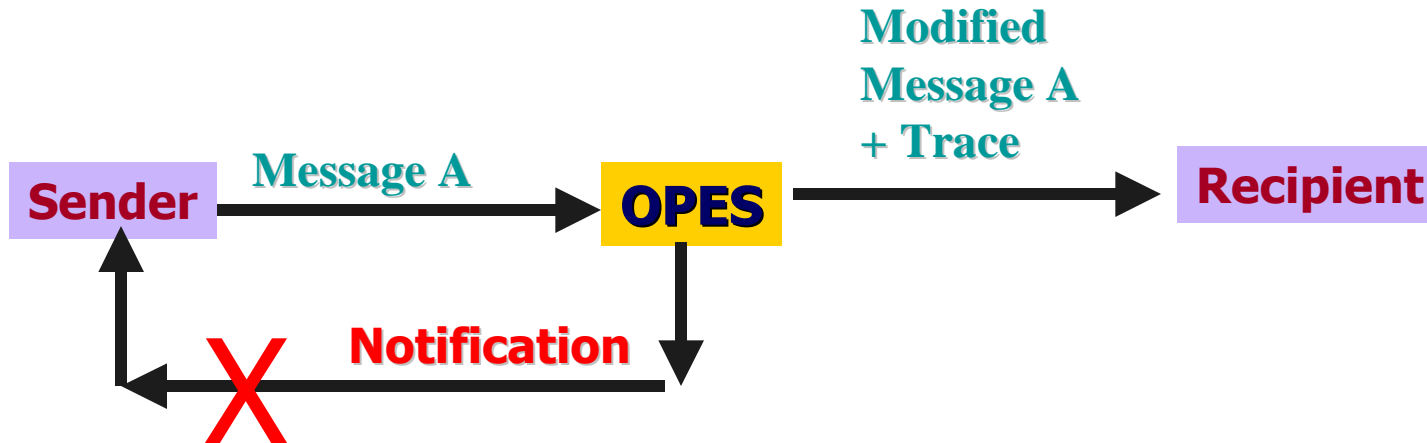 Modified
Message A
+ Trace
Message A
Sender
OPES
Recipient
Notification
X